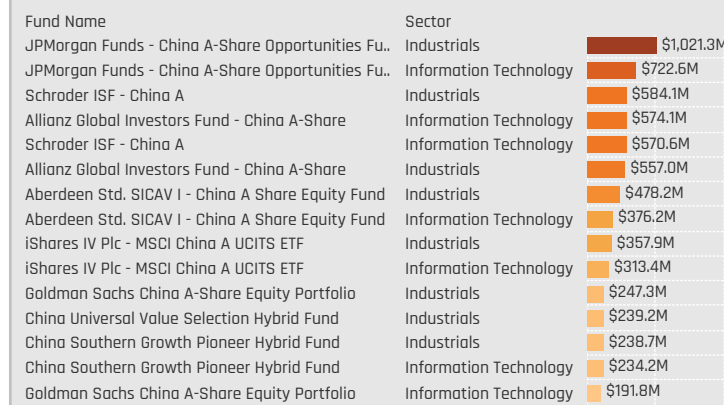 Fund Name Sector
JPMorgan Funds - China A-Share Opportunities Fu.. Industrials $1,021.3M
JPMorgan Funds - China A-Share Opportunities Fu.. Information Technology $722.6M
Schroder ISF - China A Industrials $584.1M
Allianz Global Investors Fund - China A-Share Information Technology $574.1M
Schroder ISF - China A Information Technology $570.6M
Allianz Global Investors Fund - China A-Share Industrials $557.0M
Aberdeen Std. SICAV I - China A Share Equity Fund Industrials $478.2M
Aberdeen Std. SICAV I - China A Share Equity Fund Information Technology $376.2M
iShares IV Plc - MSCI China A UCITS ETF Industrials $357.9M
iShares IV Plc - MSCI China A UCITS ETF Information Technology $313.4M
Goldman Sachs China A-Share Equity Portfolio Industrials $247.3M
China Universal Value Selection Hybrid Fund Industrials $239.2M
China Southern Growth Pioneer Hybrid Fund Industrials $238.7M
China Southern Growth Pioneer Hybrid Fund Information Technology $234.2M
Goldman Sachs China A-Share Equity Portfolio Information Technology $191.8M